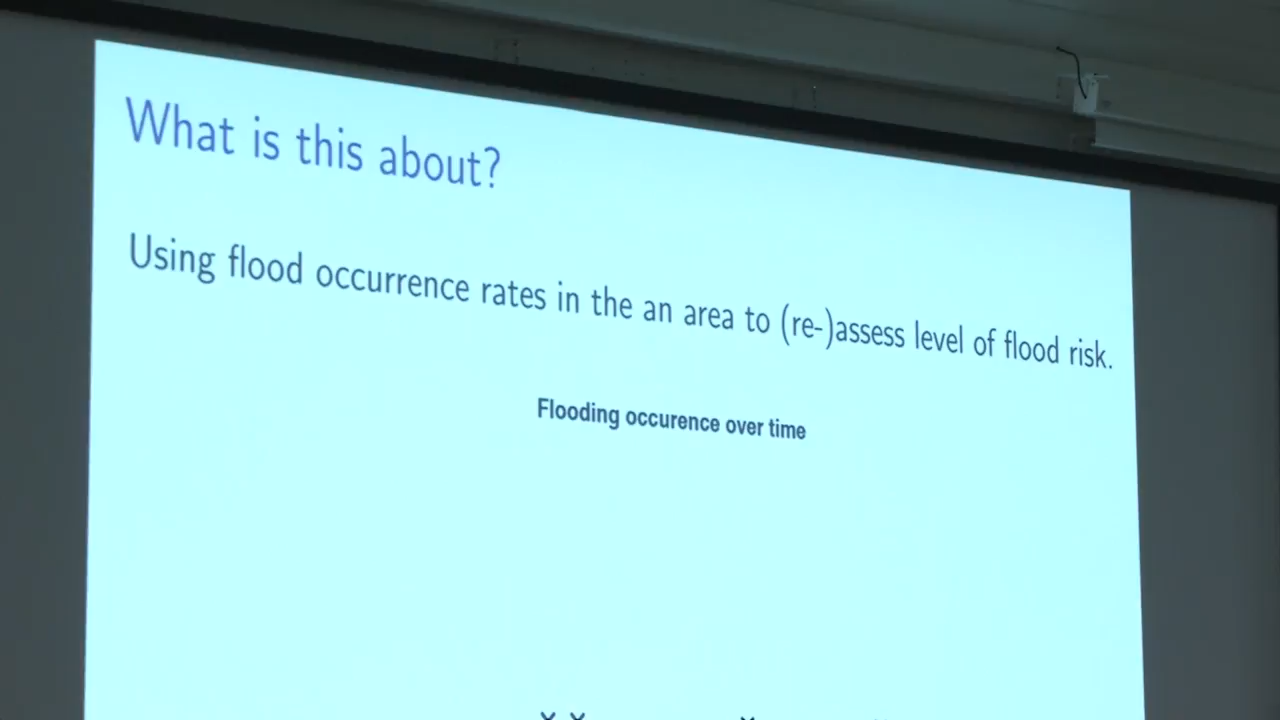 What is this about?
Using flood occurrence rates in the an area to (re-)assess level of flood risk.
Flooding occurence over time